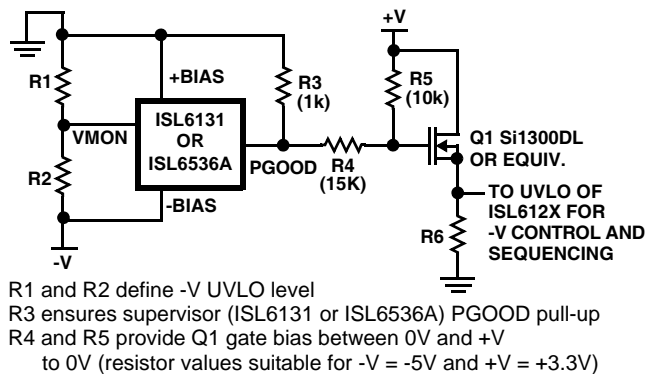 +V
R1
+BIAS
R3
(1k)
R5
(10k)
ISL6131
OR
ISL6536A
VMON
PGOOD
R4
(15K)
Q1 Si1300DL
OR EQUIV.
R2
-BIAS
TO UVLO OF
ISL612X FOR
-V CONTROL AND
SEQUENCING
R6
-V
R1 and R2 define -V UVLO level
R3 ensures supervisor (ISL6131 or ISL6536A) PGOOD pull-up
R4 and R5 provide Q1 gate bias between 0V and +V
to 0V (resistor values suitable for -V = -5V and +V = +3.3V)